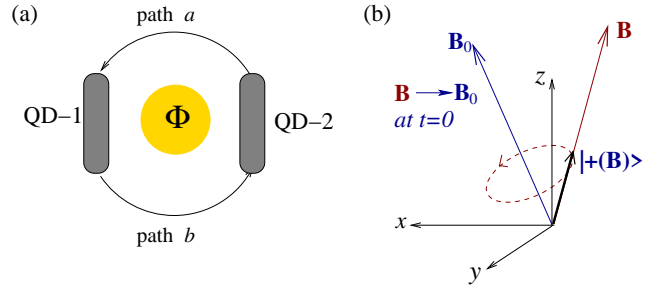 (a)
path a
QD−1
Φ
QD−2
path b
(b)
B₀
B
z
B → B₀
at t=0
|+(B)>
x
y